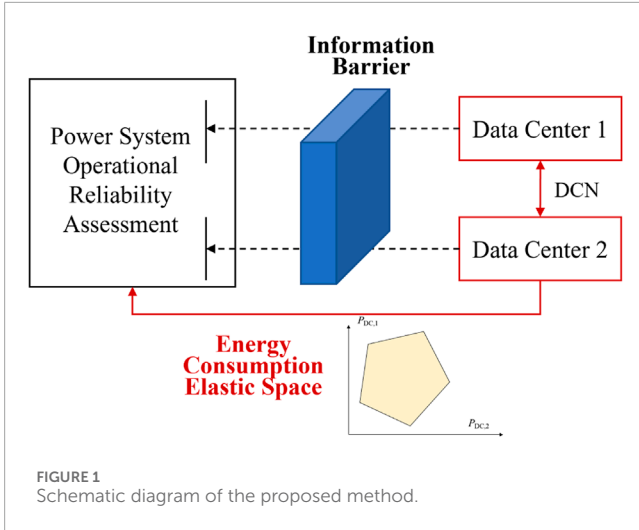 Information
Barrier
Power System
Operational
Reliability
Assessment
Data Center 1
DCN
Data Center 2
Energy
Consumption
Elastic Space
P_DC,1
P_DC,2
FIGURE 1
Schematic diagram of the proposed method.